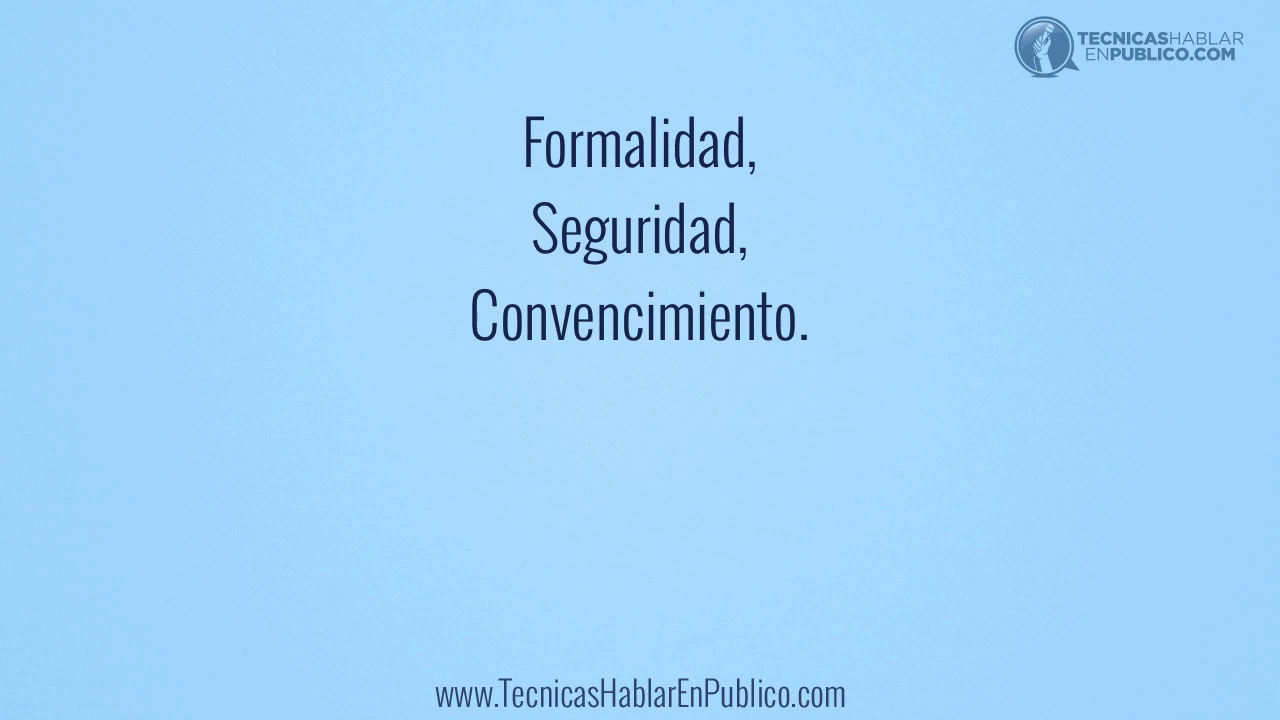 TECNICASHABLAR
ENPUBLICO.COM
Formalidad,
Seguridad,
Convencimiento.
www.TecnicasHablarEnPublico.com